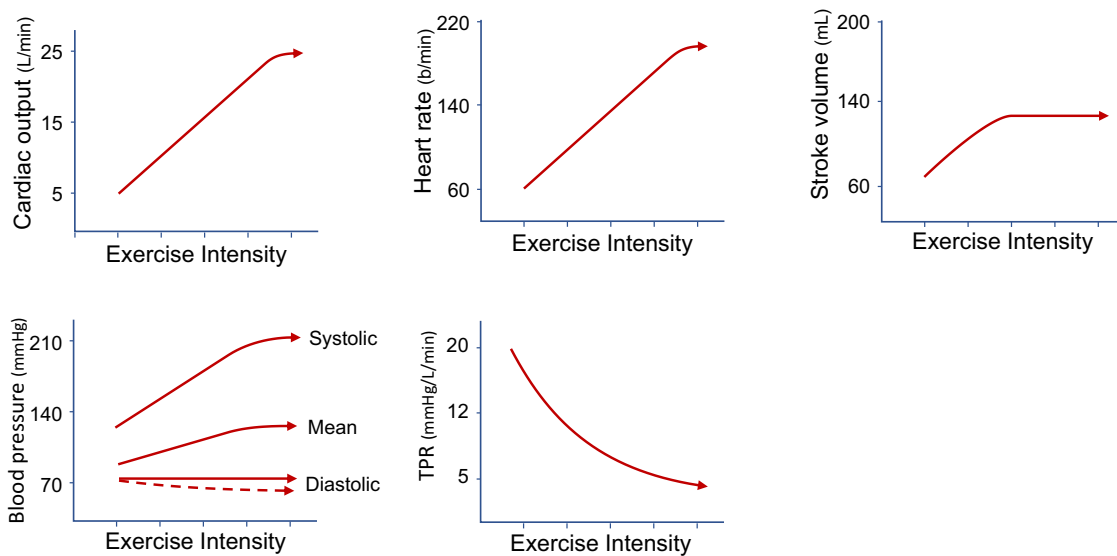 Cardiac output (L/min)
25
15
5
Exercise Intensity
Heart rate (b/min)
220
140
60
Exercise Intensity
Stroke volume (mL)
200
140
60
Exercise Intensity
Blood pressure (mmHg)
210
140
70
Systolic
Mean
Diastolic
Exercise Intensity
TPR (mmHg/L/min)
20
12
5
Exercise Intensity